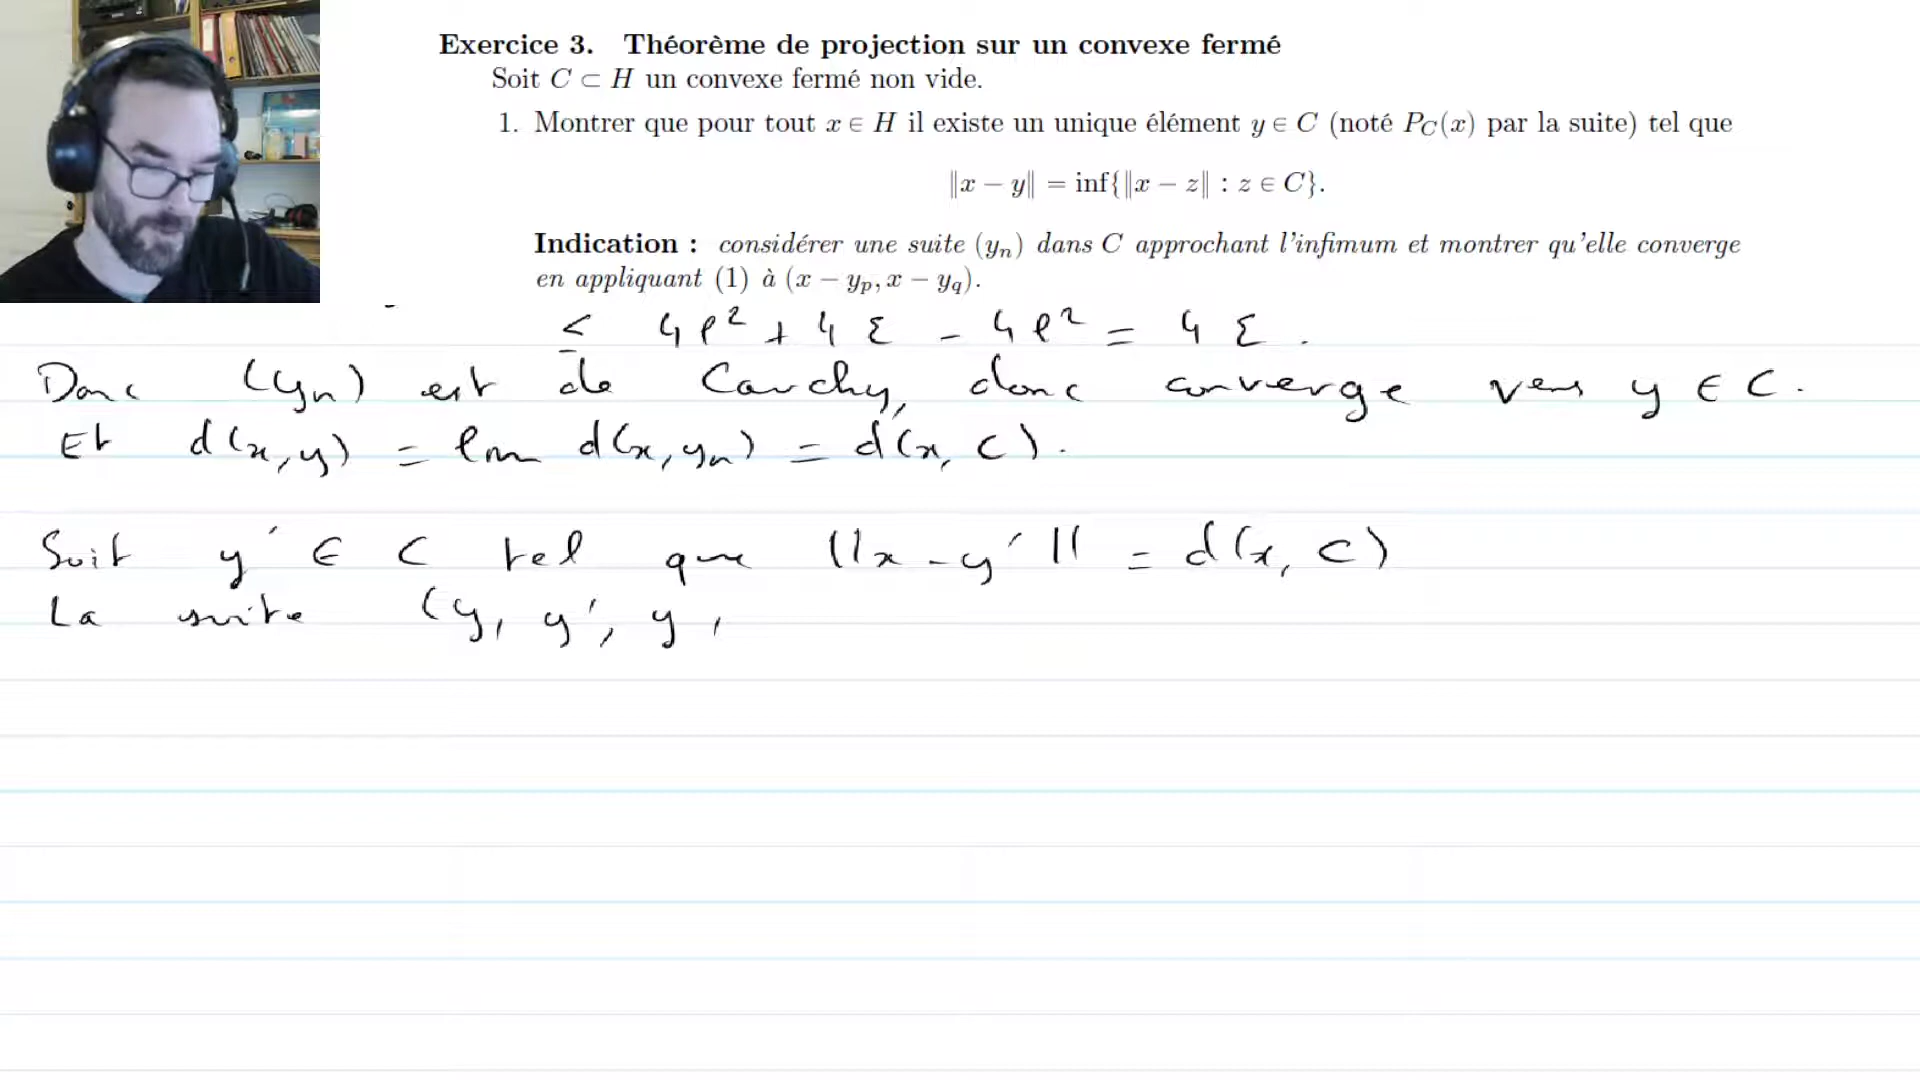 Exercice 3. Théorème de projection sur un convexe fermé
Soit C ⊂ H un convexe fermé non vide.
1. Montrer que pour tout x ∈ H il existe un unique élément y ∈ C (noté P_C(x) par la suite) tel que
‖x − y‖ = inf{‖x − z‖ : z ∈ C}.
Indication : considérer une suite (y_n) dans C approchant l'infimum et montrer qu'elle converge
en appliquant (1) à (x − y_p, x − y_q).
≤ 4ℓ² + 4ε − 4ℓ² = 4ε.
Donc (y_n) est de Cauchy, donc converge vers y ∈ C.
Et d(x,y) = lim d(x,y_n) = d(x,C).
Soit y' ∈ C tel que ‖x − y'‖ = d(x,C)
La suite (y, y', y,